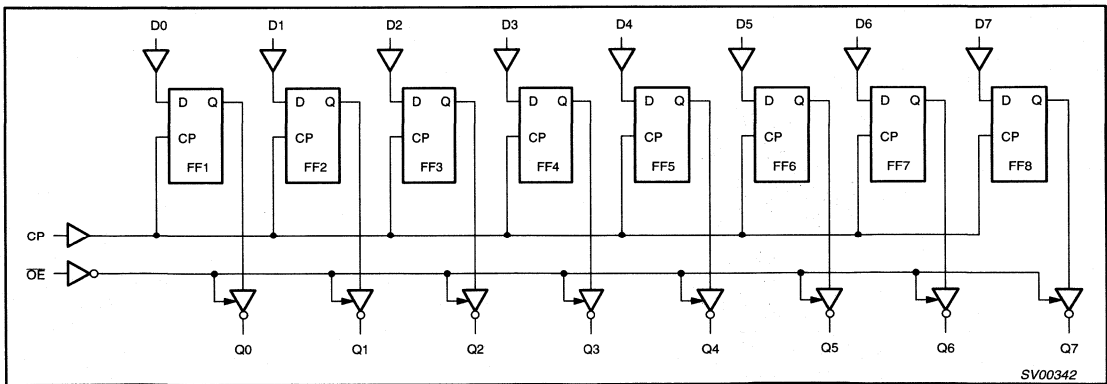 D0 D1 D2 D3 D4 D5 D6 D7
D Q D Q D Q D Q D Q D Q D Q D Q
CP CP CP CP CP CP CP CP
FF1 FF2 FF3 FF4 FF5 FF6 FF7 FF8
CP
O̅E̅
Q0 Q1 Q2 Q3 Q4 Q5 Q6 Q7
SV00342